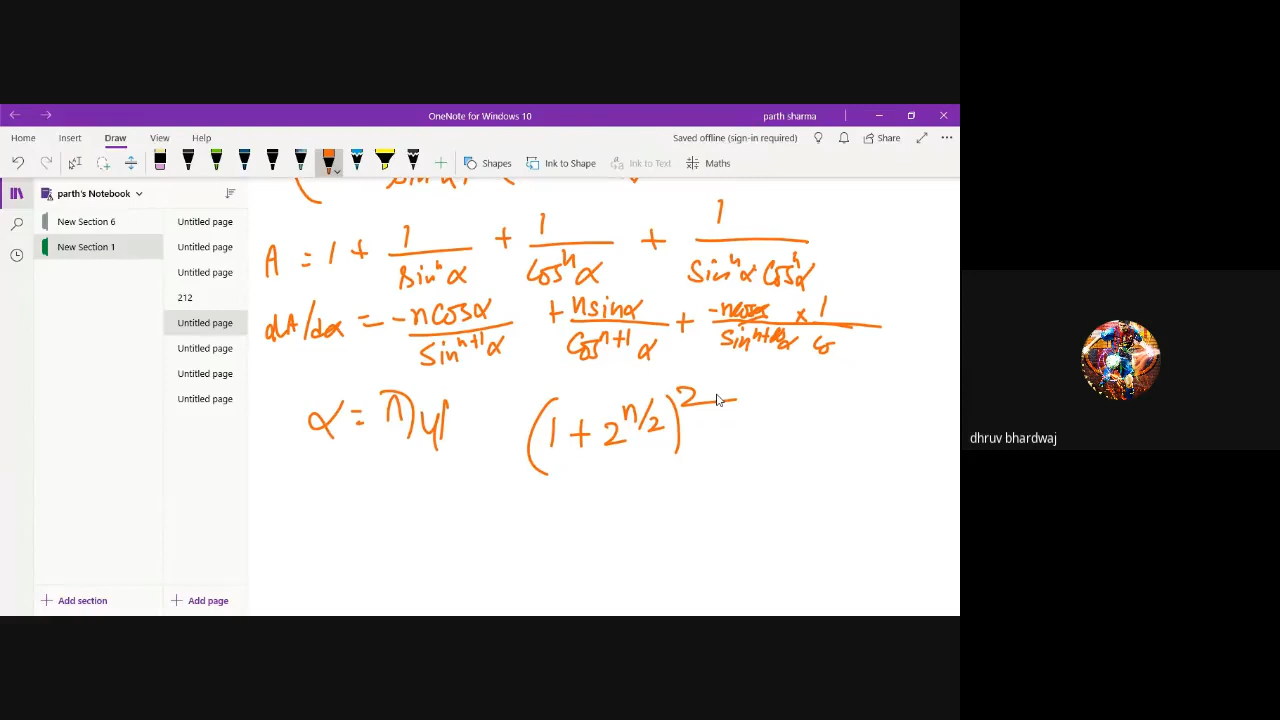 OneNote for Windows 10
parth sharma
Home Insert Draw View Help
Saved offline (sign-in required) Share
Shapes Ink to Shape Ink to Text Maths
parth's Notebook
New Section 6
New Section 1
Untitled page
Untitled page
Untitled page
212
Untitled page
Untitled page
Untitled page
Untitled page
A = 1 + 1/sinⁿα + 1/cosⁿα + 1/sinⁿα cosⁿα
dA/dα = -n cosα/sinⁿ⁺¹α + n sinα/cosⁿ⁺¹α +
α = π/4 (1 + 2^(n/2))²
dhruv bhardwaj
+ Add section + Add page